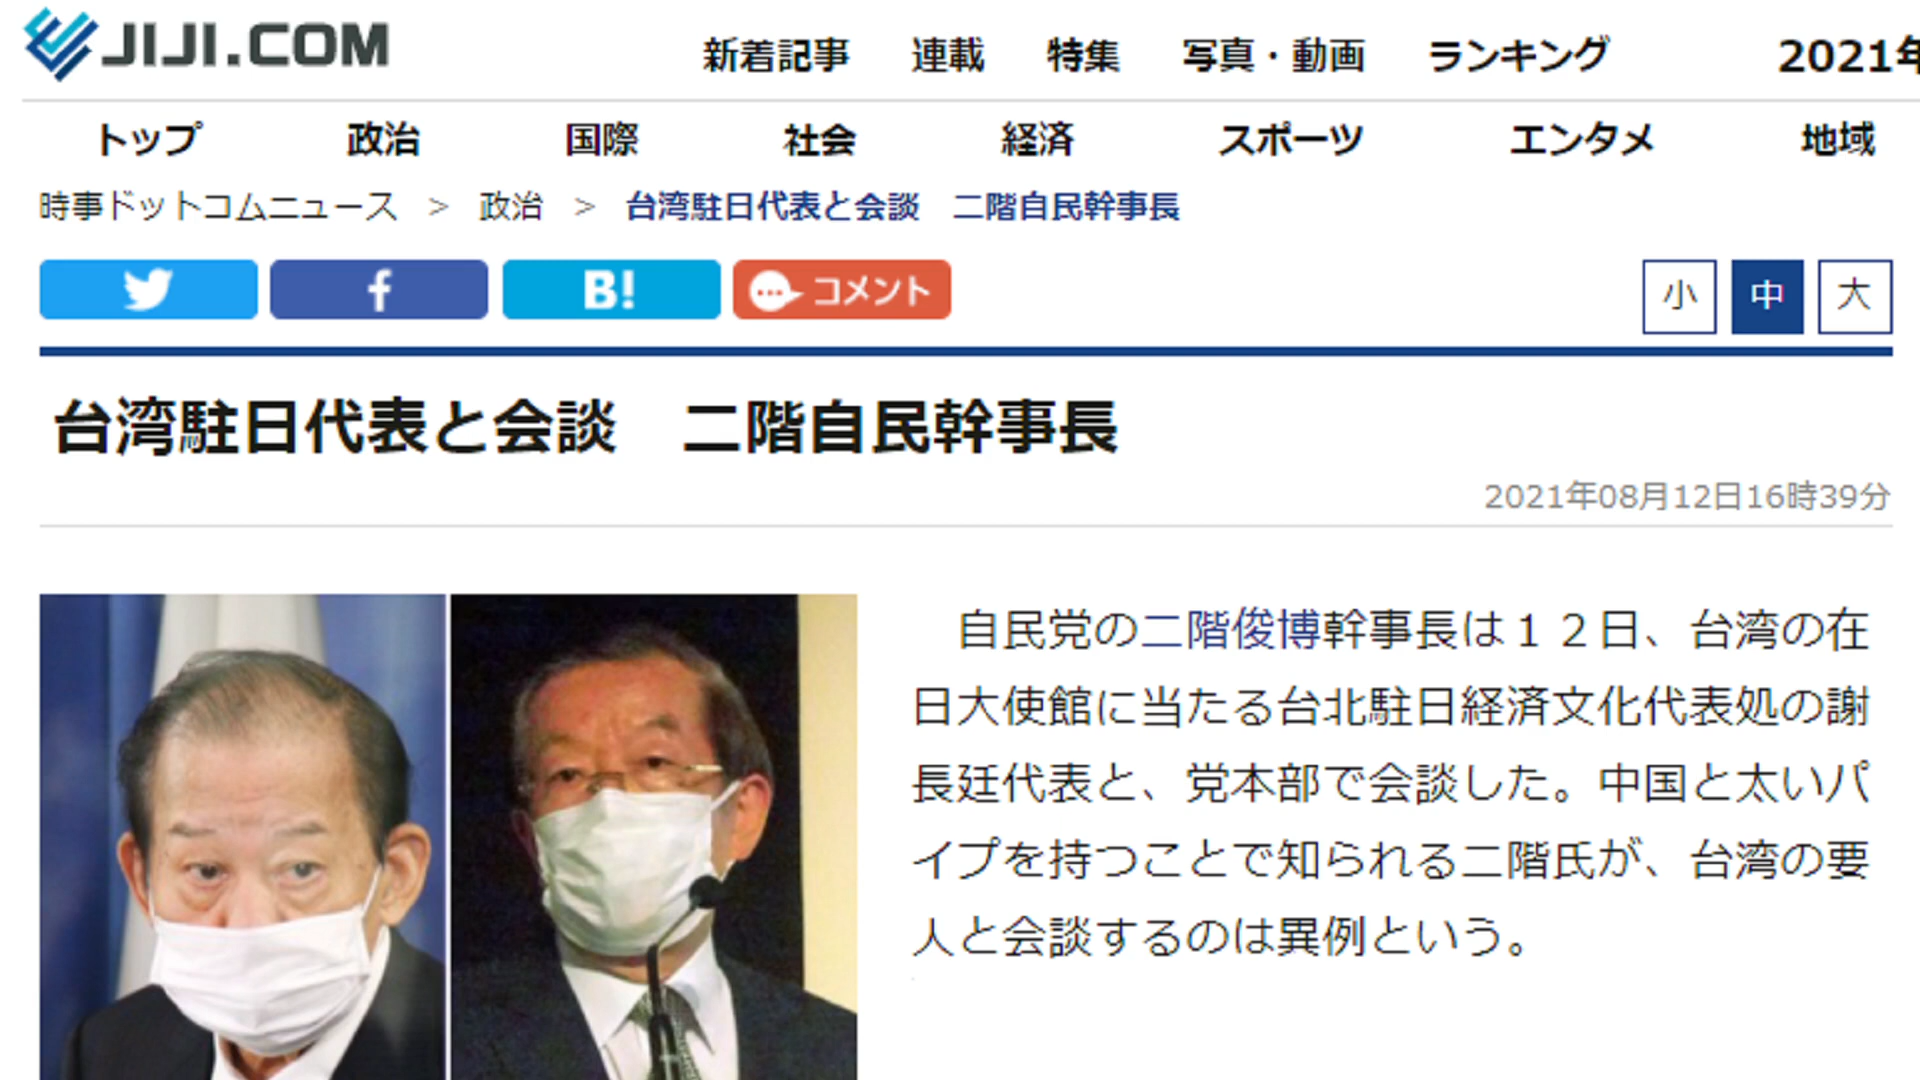 JIJI.COM
新着記事 連載 特集 写真・動画 ランキング 2021年
トップ 政治 国際 社会 経済 スポーツ エンタメ 地域
時事ドットコムニュース > 政治 > 台湾駐日代表と会談　二階自民幹事長
f B! コメント 小 中 大
台湾駐日代表と会談　二階自民幹事長
2021年08月12日16時39分
　自民党の二階俊博幹事長は１２日、台湾の在
日大使館に当たる台北駐日経済文化代表処の謝
長廷代表と、党本部で会談した。中国と太いパ
イプを持つことで知られる二階氏が、台湾の要
人と会談するのは異例という。